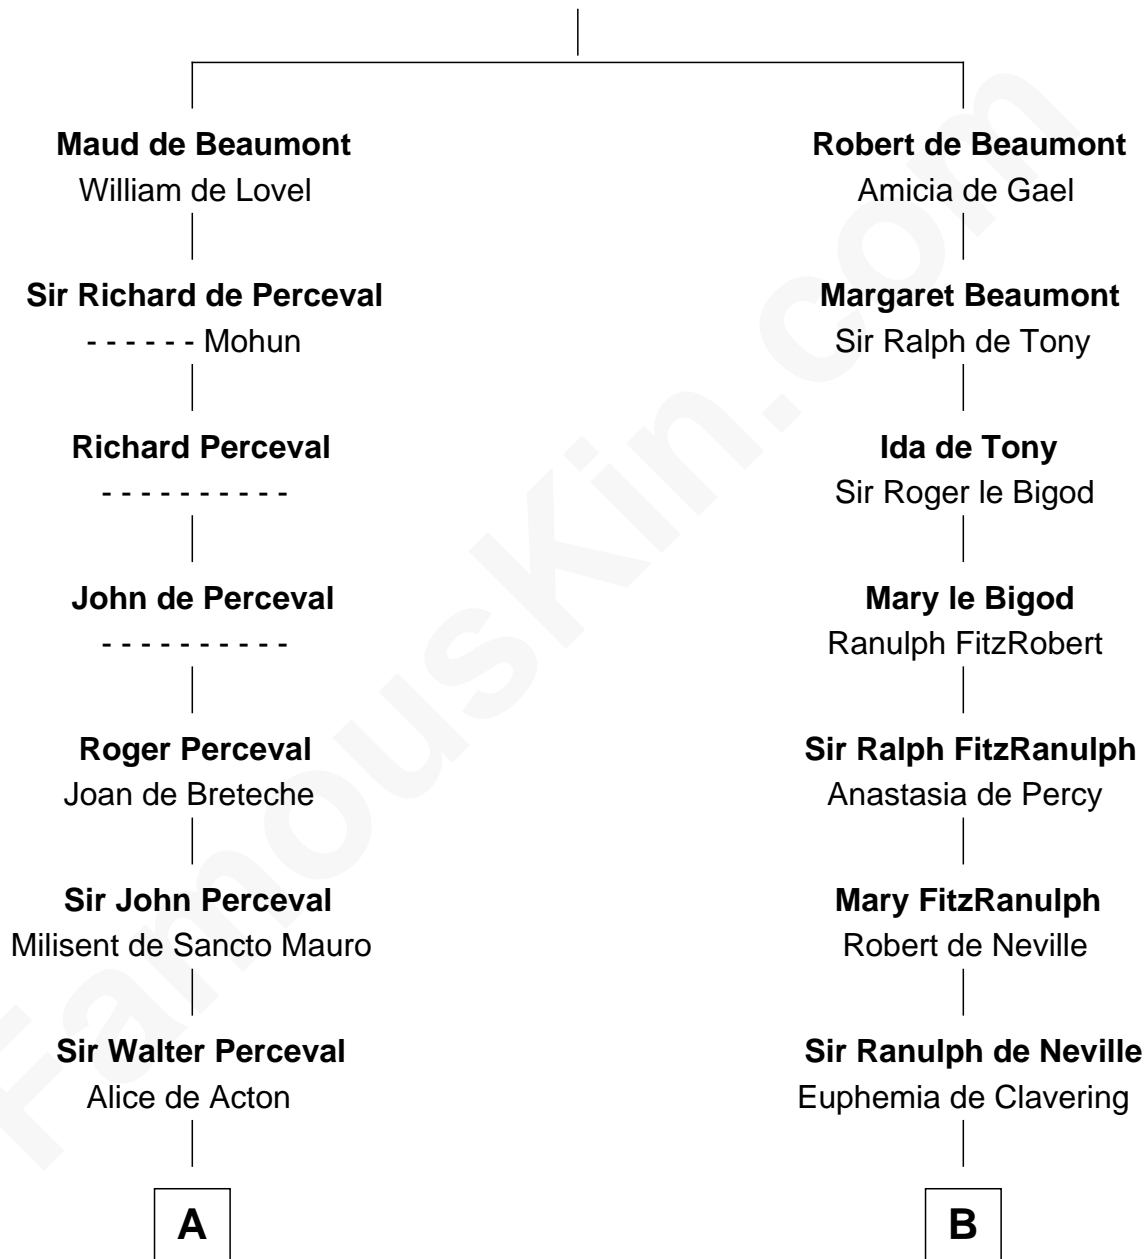 Maud de Beaumont
William de Lovel
Sir Richard de Perceval
- - - - - - Mohun
Richard Perceval
- - - - - - - - - -
John de Perceval
- - - - - - - - - -
Roger Perceval
Joan de Breteche
Sir John Perceval
Milisent de Sancto Mauro
Sir Walter Perceval
Alice de Acton
A
Robert de Beaumont
Amicia de Gael
Margaret Beaumont
Sir Ralph de Tony
Ida de Tony
Sir Roger le Bigod
Mary le Bigod
Ranulph FitzRobert
Sir Ralph FitzRanulph
Anastasia de Percy
Mary FitzRanulph
Robert de Neville
Sir Ranulph de Neville
Euphemia de Clavering
B
FamousKin.com